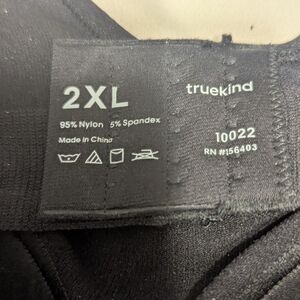 2XL
95% Nylon 5% Spandex
Made in China
truekind
10022
RN #156403